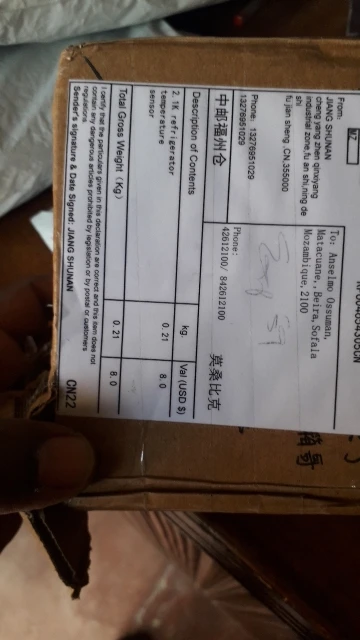 MZ
From:
JIANG SHUNAN
cheng yang zhen qinxiyang
industrial zone,fu an shi,ning de
shi
fu jian sheng ,CN,355000
Phone: 13276951029
13276951029
To: Anselmo Ossuman,
Matacuane,, Beira,Sofala
Mozambique,2100
Phone:
42612100/ 842612100
中邮福州仓
莫桑比克
Description of Contents
kg.
Val(USD $)
2.1K refrigerator
temperature
sensor
0.21
8.0
Total Gross Weight (Kg)
0.21
8.0
I certify that the particulars given in this declaration are correct and this item does not
contain any dangerous articles prohibited by legislation or by postal or customers
regulations.
Sender's signature & Date Signed: JIANG SHUNAN
CN22